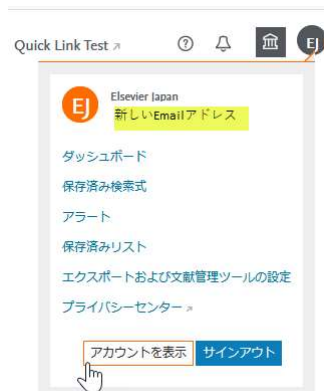 Quick Link Test
EJ
EJ
Elsevier Japan
新しいEmailアドレス
ダッシュボード
保存済み検索式
アラート
保存済みリスト
エクスポートおよび文献管理ツールの設定
プライバシーセンター
アカウントを表示 サインアウト